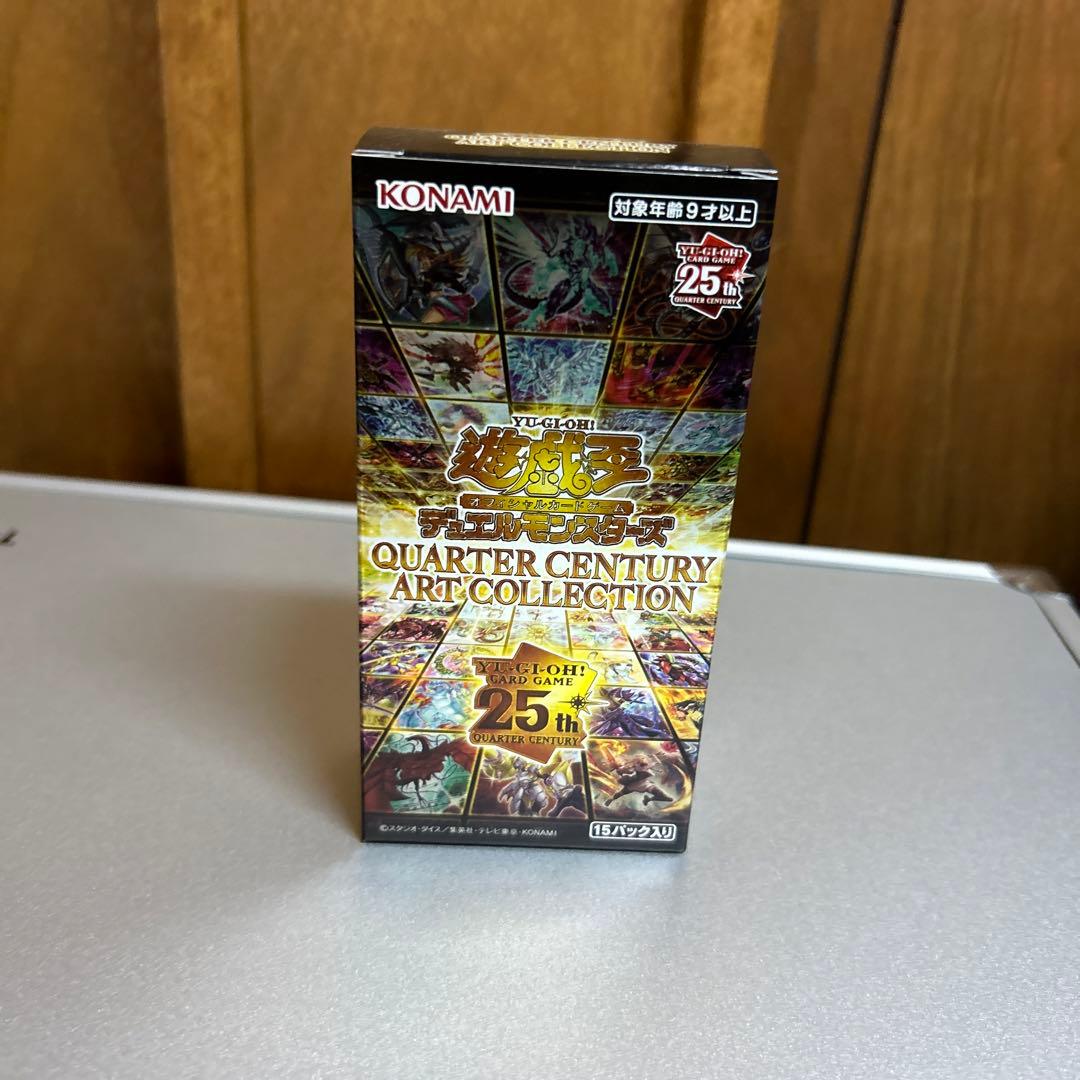 KONAMI
対象年齢9才以上
YU-GI-OH!
CARD GAME
25th
QUARTER CENTURY
YU-GI-OH!
遊戯王
オフィシャルカードゲーム
デュエルモンスターズ
QUARTER CENTURY
ART COLLECTION
YU-GI-OH!
CARD GAME
25th
QUARTER CENTURY
©スタジオ・ダイス/集英社・テレビ東京・KONAMI
15パック入り